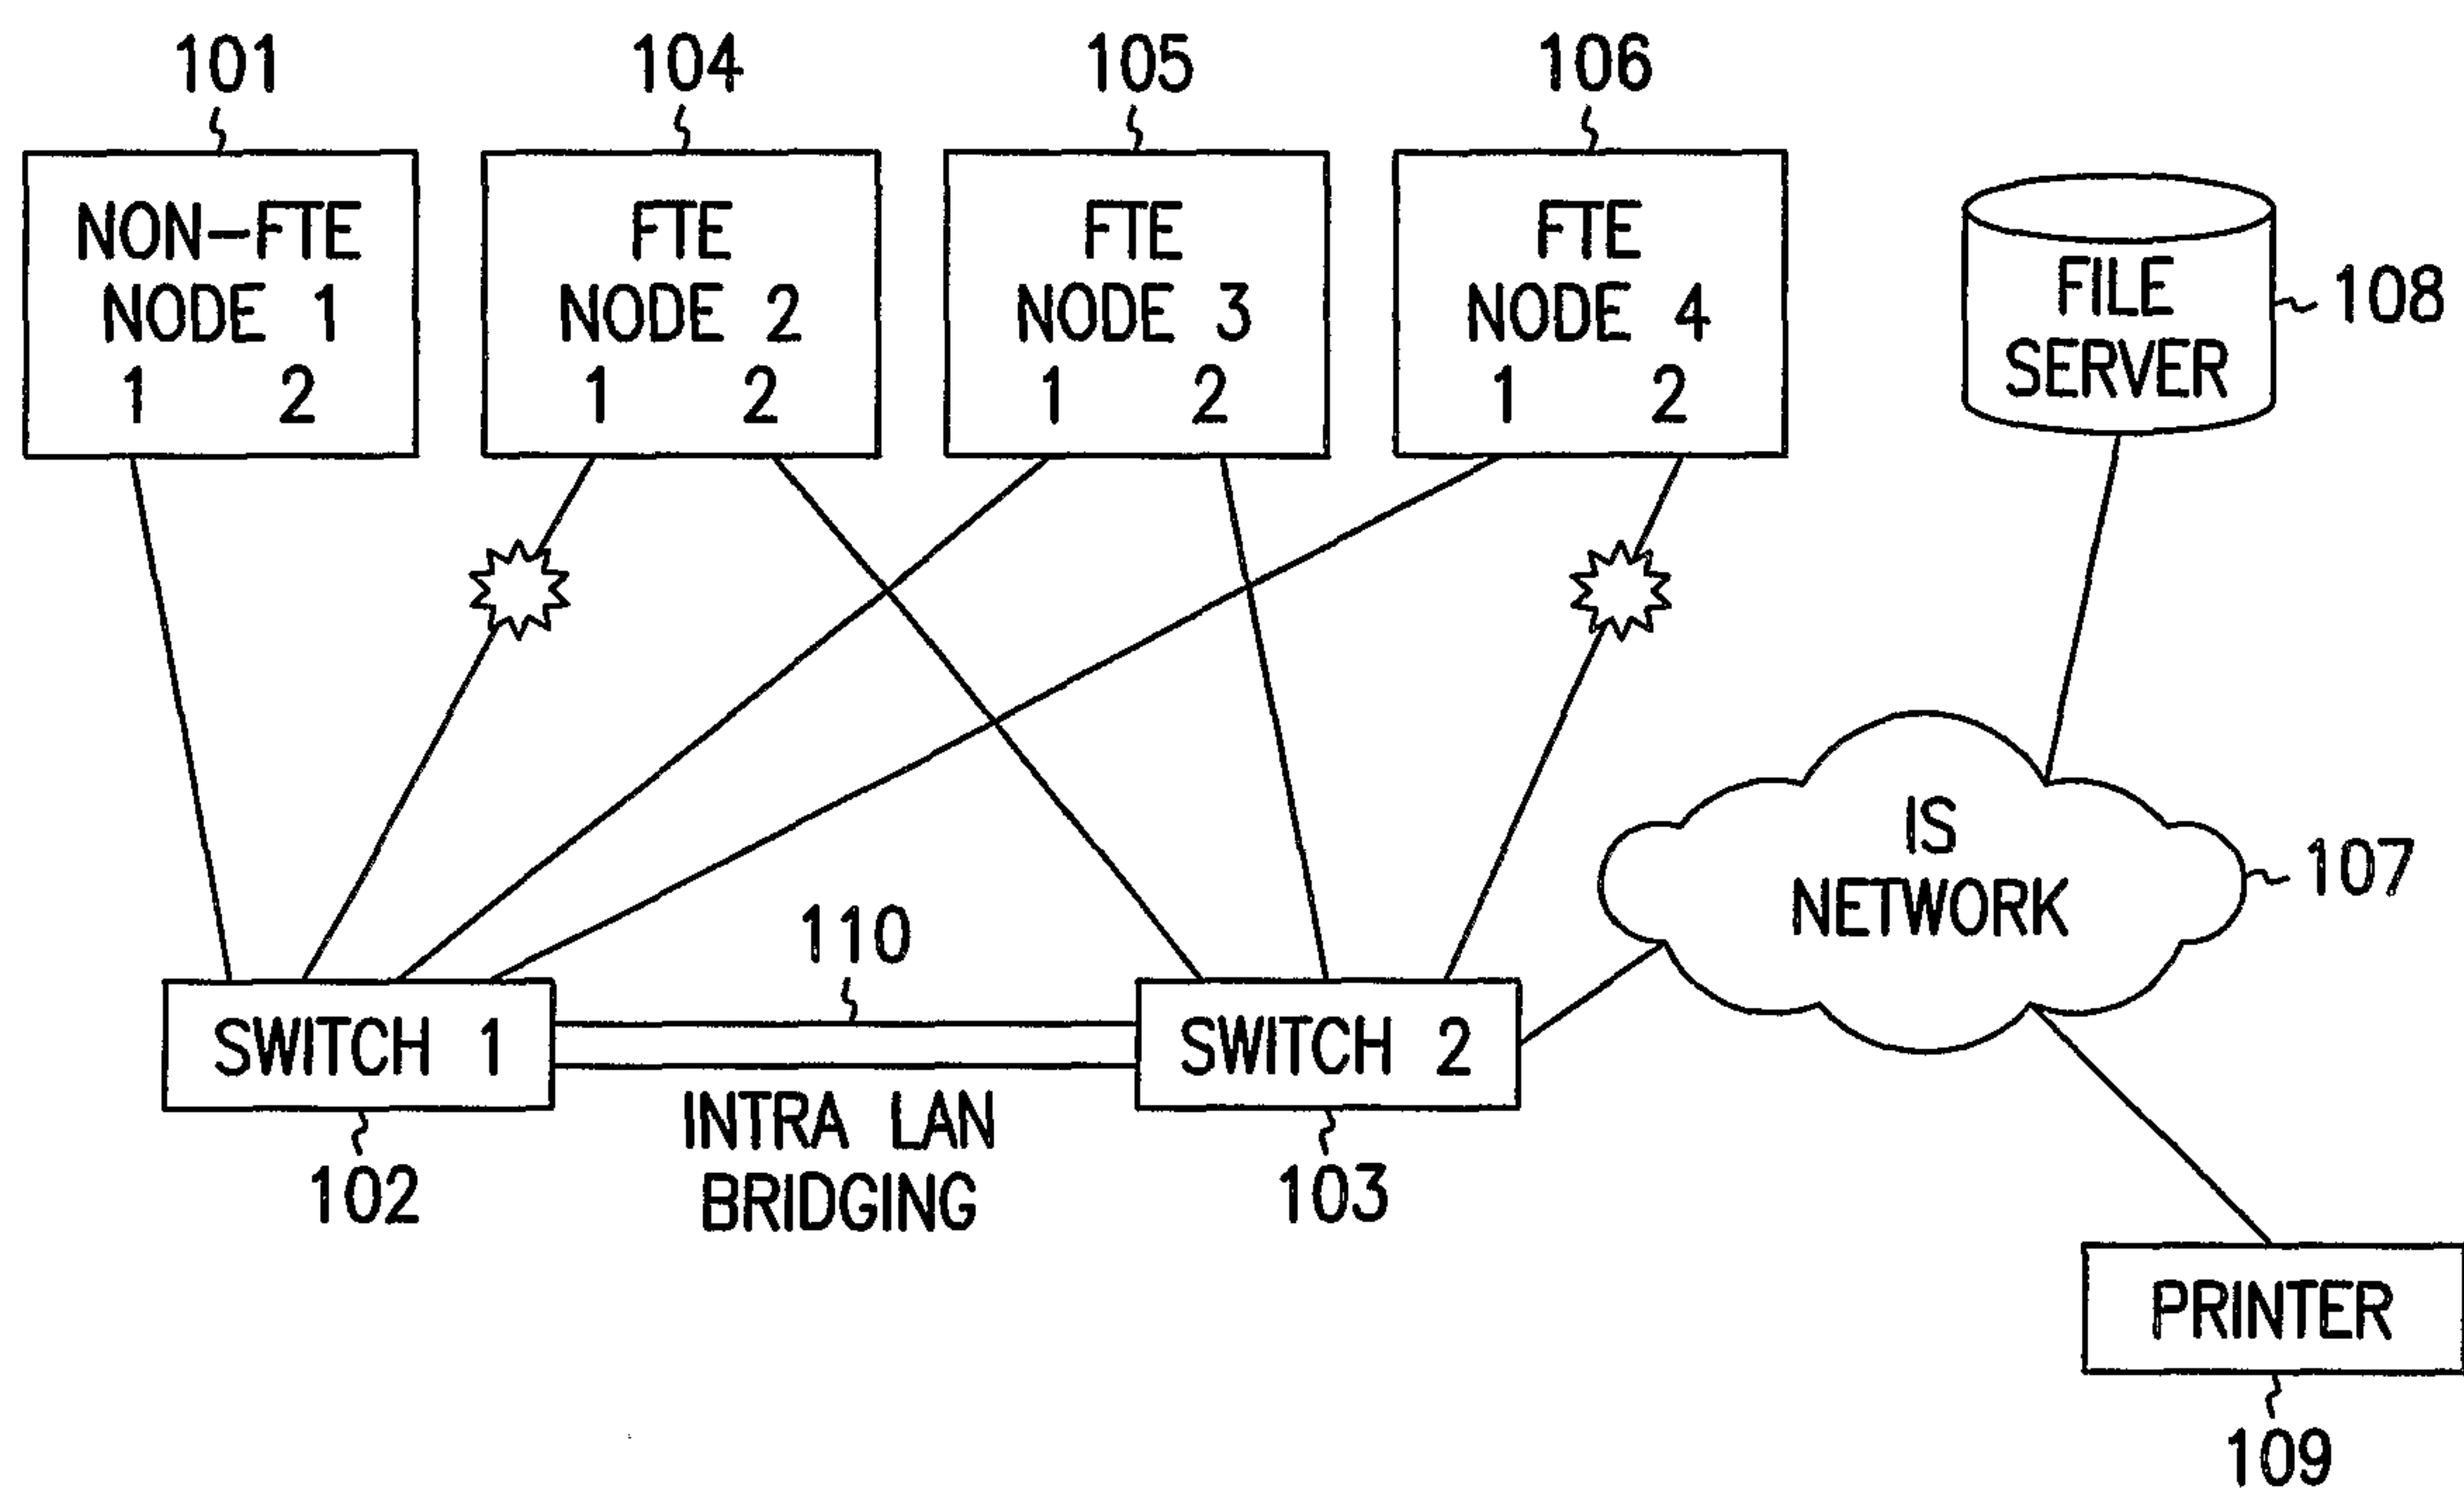 101
104
105
106
NON-FTE
NODE 1
1 2
FTE
NODE 2
1 2
FTE
NODE 3
1 2
FTE
NODE 4
1 2
FILE
SERVER
108
IS
NETWORK
107
110
SWITCH 1
SWITCH 2
INTRA LAN
BRIDGING
102
103
PRINTER
109